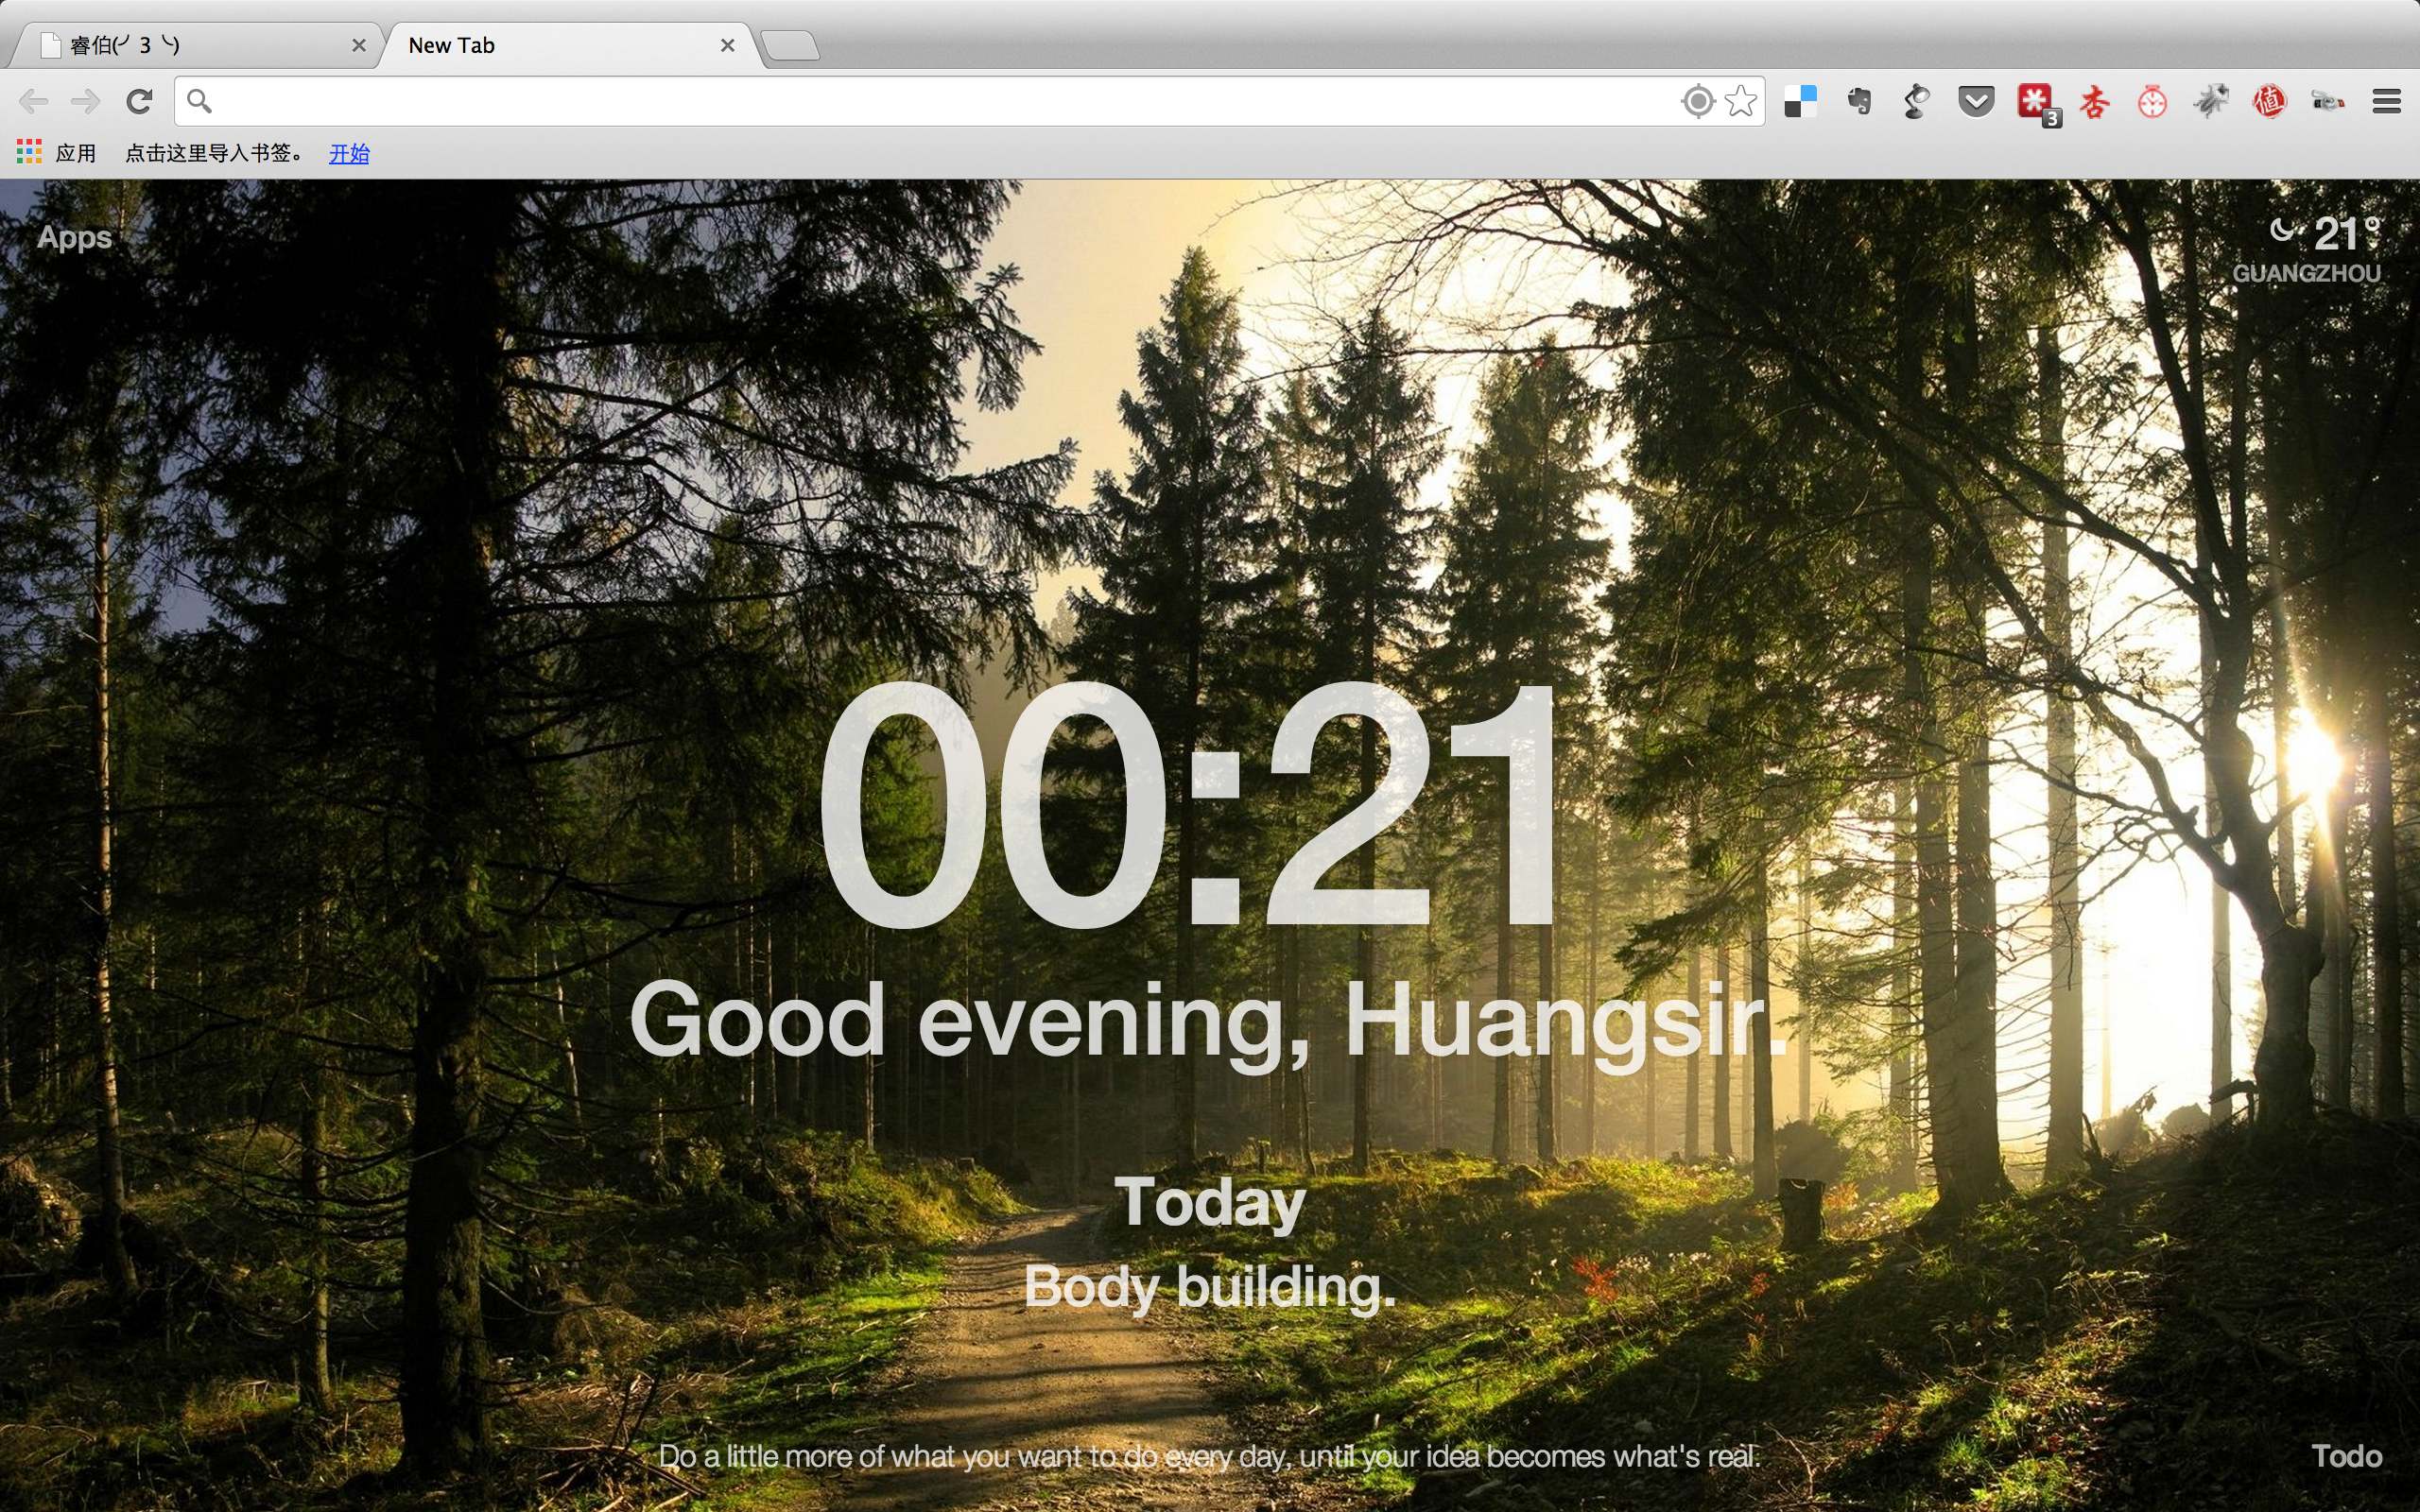 睿伯(╯3╰)
New Tab
3
杏
値
应用 点击这里导入书签。 开始
Apps
21°
GUANGZHOU
00:21
Good evening, Huangsir.
Today
Body building.
Do a little more of what you want to do every day, until your idea becomes what's real.
Todo